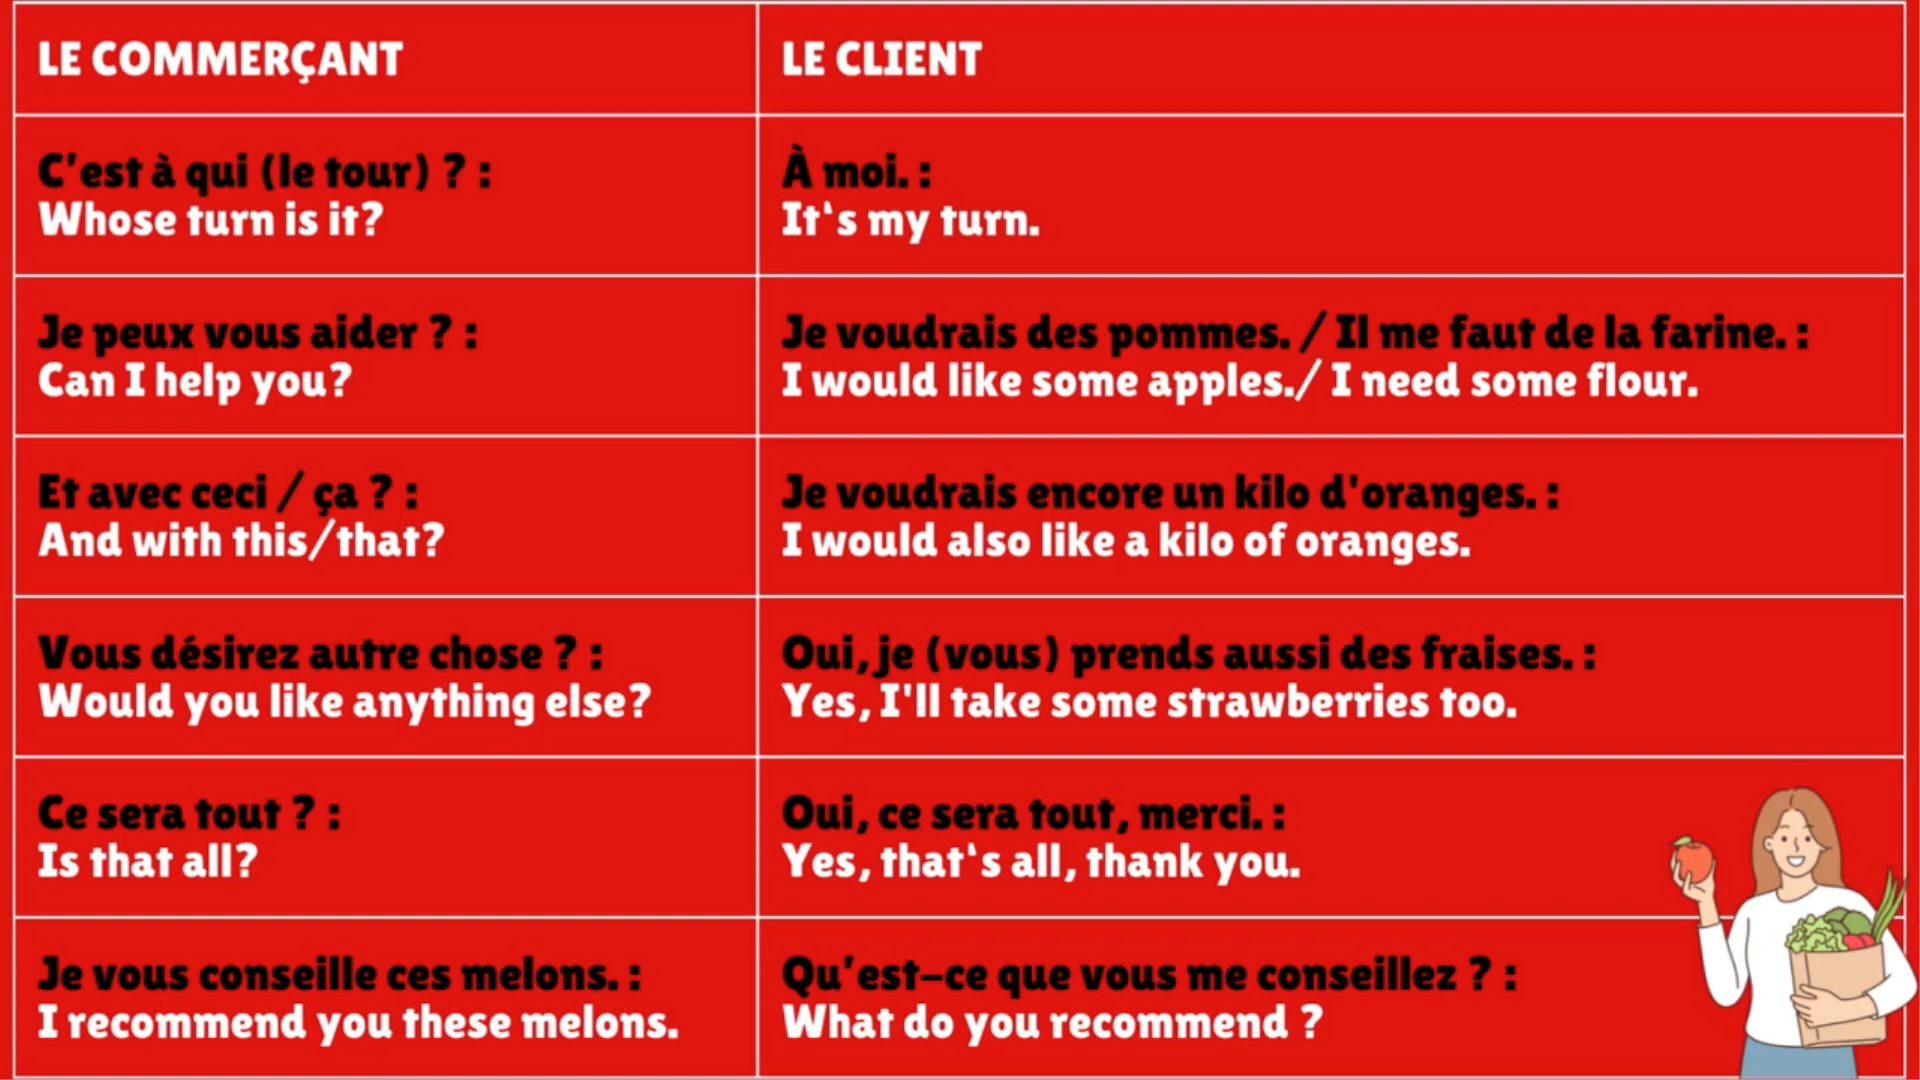 LE COMMERÇANT
LE CLIENT
C'est à qui (le tour) ? :
Whose turn is it?
À moi. :
It's my turn.
Je peux vous aider ? :
Can I help you?
Je voudrais des pommes. / Il me faut de la farine. :
I would like some apples./ I need some flour.
Et avec ceci / ça ? :
And with this/that?
Je voudrais encore un kilo d'oranges. :
I would also like a kilo of oranges.
Vous désirez autre chose ? :
Would you like anything else?
Oui, je (vous) prends aussi des fraises. :
Yes, I'll take some strawberries too.
Ce sera tout ? :
Is that all?
Oui, ce sera tout, merci. :
Yes, that's all, thank you.
Je vous conseille ces melons. :
I recommend you these melons.
Qu'est-ce que vous me conseillez ? :
What do you recommend ?